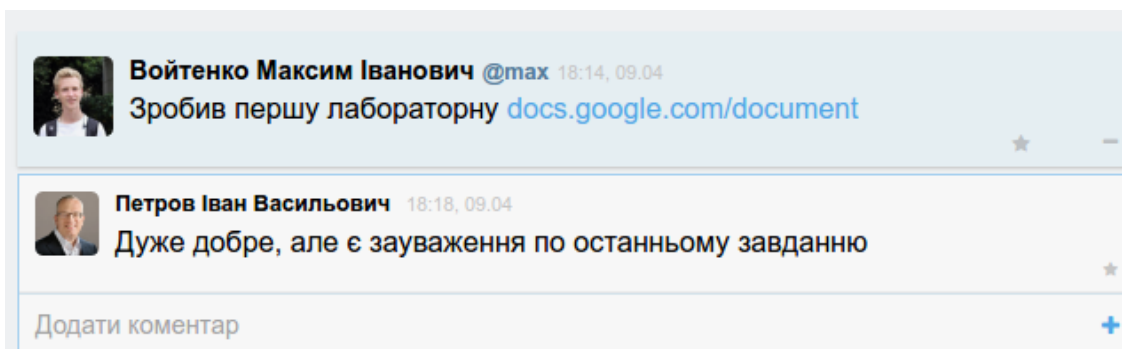 Войтенко Максим Іванович @max 18:14, 09.04
Зробив першу лабораторну docs.google.com/document
Петров Іван Васильович 18:18, 09.04
Дуже добре, але є зауваження по останньому завданню
Додати коментар